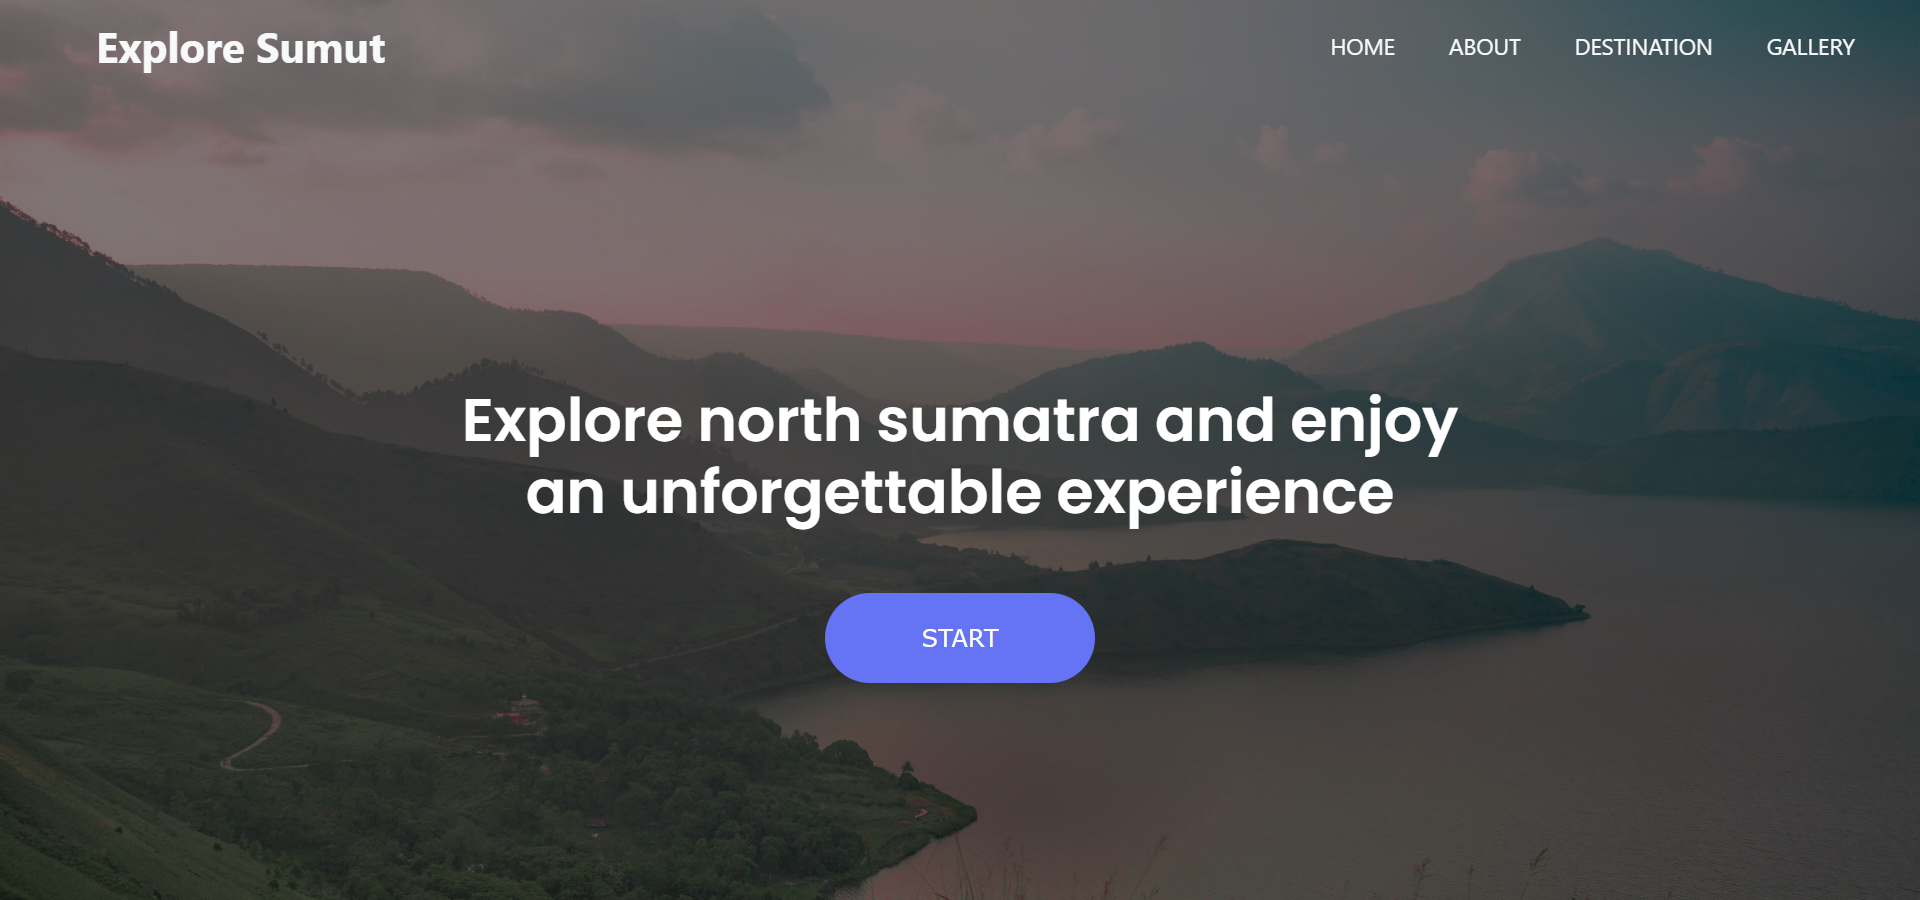 Explore Sumut
HOME
ABOUT
DESTINATION
GALLERY
Explore north sumatra and enjoy
an unforgettable experience
START